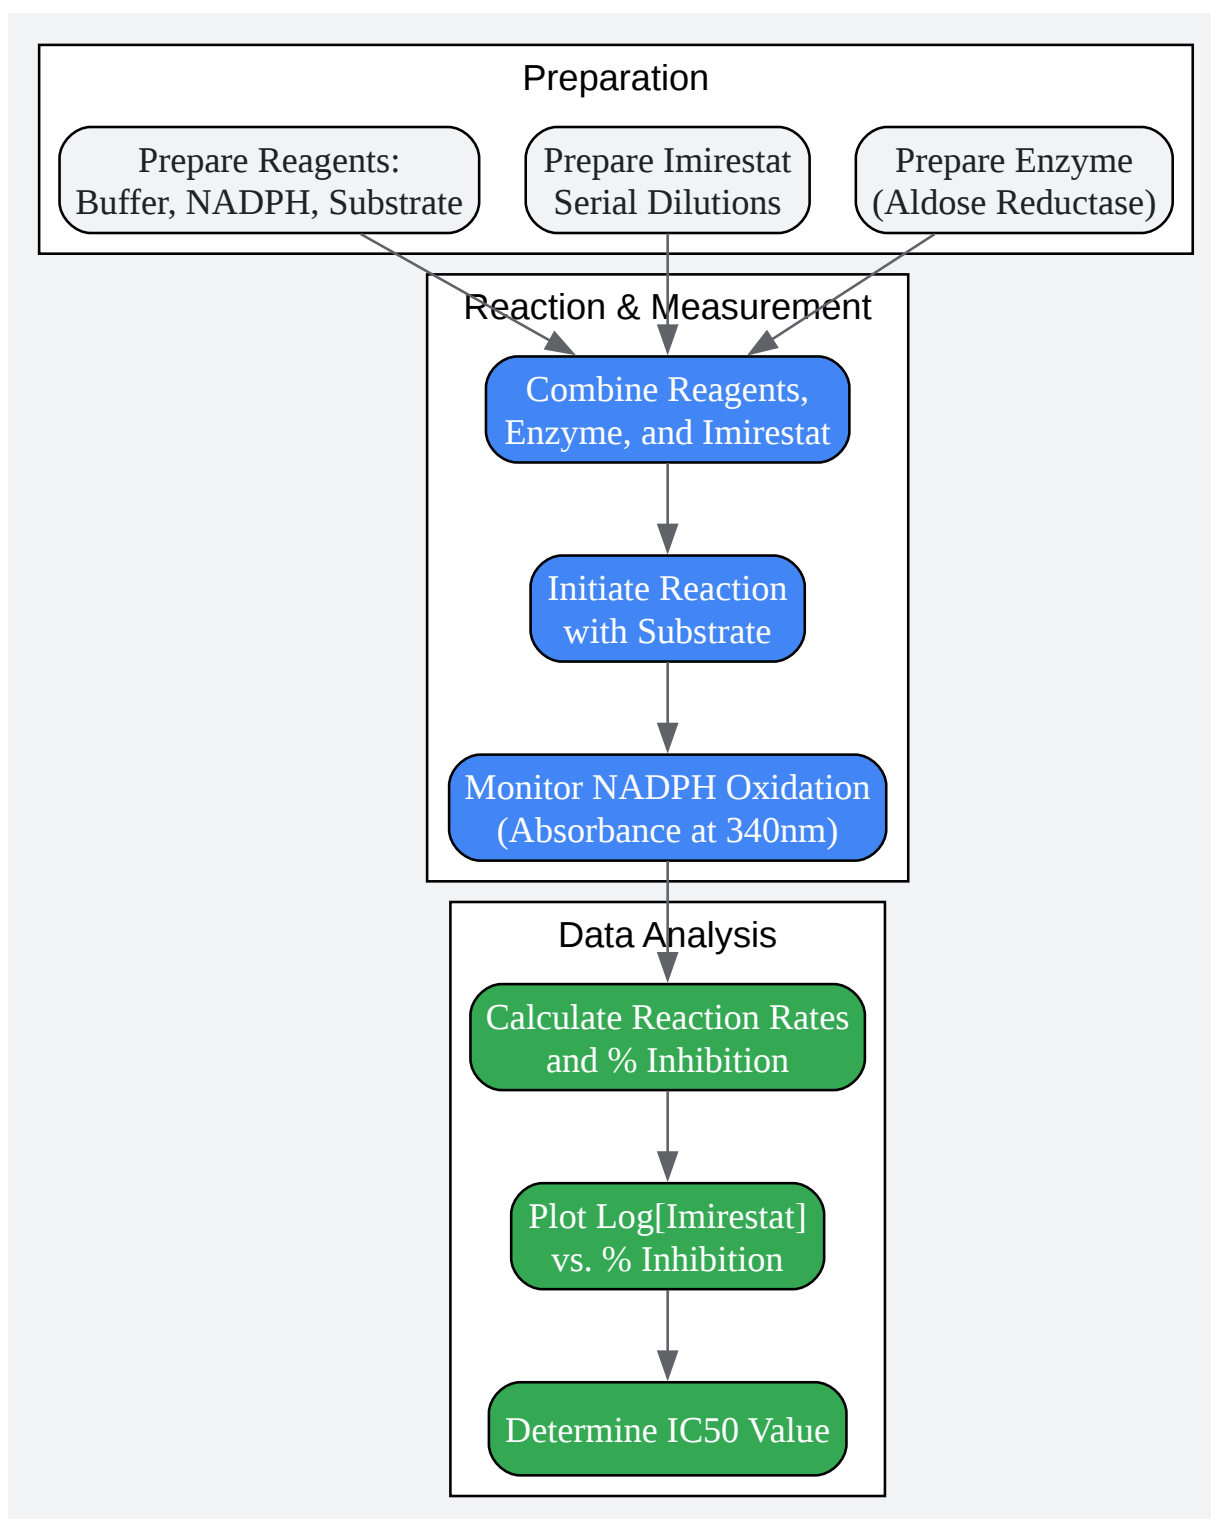 Preparation
Prepare Reagents:
Buffer, NADPH, Substrate
Prepare Imirestat
Serial Dilutions
Prepare Enzyme
(Aldose Reductase)
Reaction & Measurement
Combine Reagents,
Enzyme, and Imirestat
Initiate Reaction
with Substrate
Monitor NADPH Oxidation
(Absorbance at 340nm)
Data Analysis
Calculate Reaction Rates
and % Inhibition
Plot Log[Imirestat]
vs. % Inhibition
Determine IC50 Value